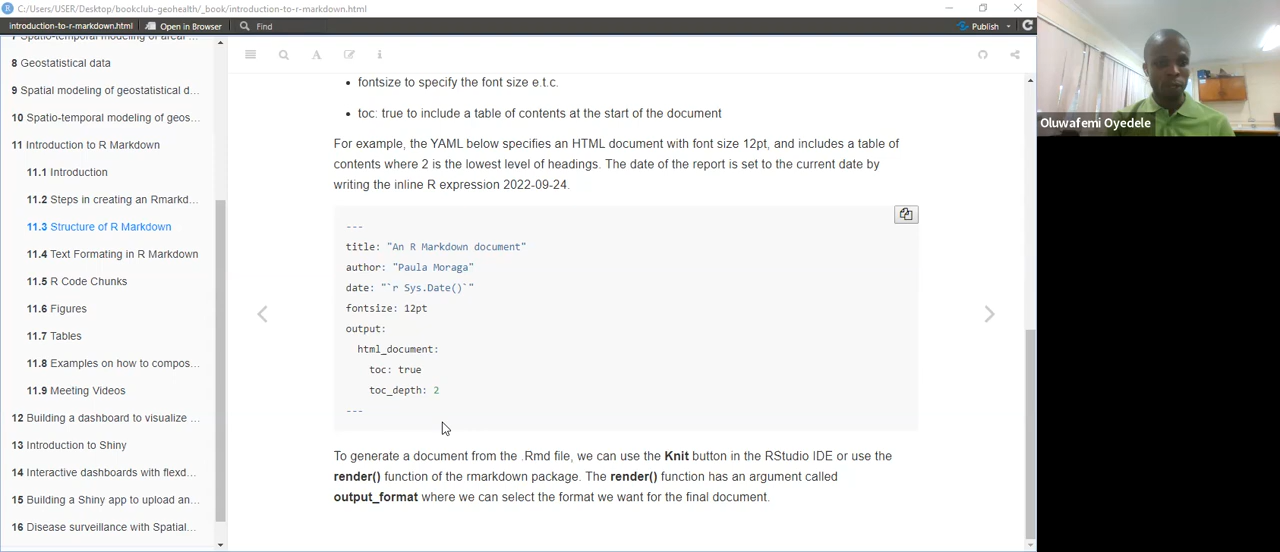 C:/Users/USER/Desktop/bookclub-geohealth/_book/introduction-to-r-markdown.html
introduction-to-r-markdown.html
Open in Browser
Find
Publish
7 Spatio-temporal modeling of areal ...
8 Geostatistical data
9 Spatial modeling of geostatistical d...
10 Spatio-temporal modeling of geos...
11 Introduction to R Markdown
11.1 Introduction
11.2 Steps in creating an Rmarkd...
11.3 Structure of R Markdown
11.4 Text Formating in R Markdown
11.5 R Code Chunks
11.6 Figures
11.7 Tables
11.8 Examples on how to compos...
11.9 Meeting Videos
12 Building a dashboard to visualize ...
13 Introduction to Shiny
14 Interactive dashboards with flexd...
15 Building a Shiny app to upload an...
16 Disease surveillance with Spatial...
• fontsize to specify the font size e.t.c.
• toc: true to include a table of contents at the start of the document
For example, the YAML below specifies an HTML document with font size 12pt, and includes a table of
contents where 2 is the lowest level of headings. The date of the report is set to the current date by
writing the inline R expression 2022-09-24.
---
title: "An R Markdown document"
author: "Paula Moraga"
date: "`r Sys.Date()`"
fontsize: 12pt
output:
html_document:
toc: true
toc_depth: 2
---
To generate a document from the .Rmd file, we can use the Knit button in the RStudio IDE or use the
render() function of the rmarkdown package. The render() function has an argument called
output_format where we can select the format we want for the final document.
Oluwafemi Oyedele